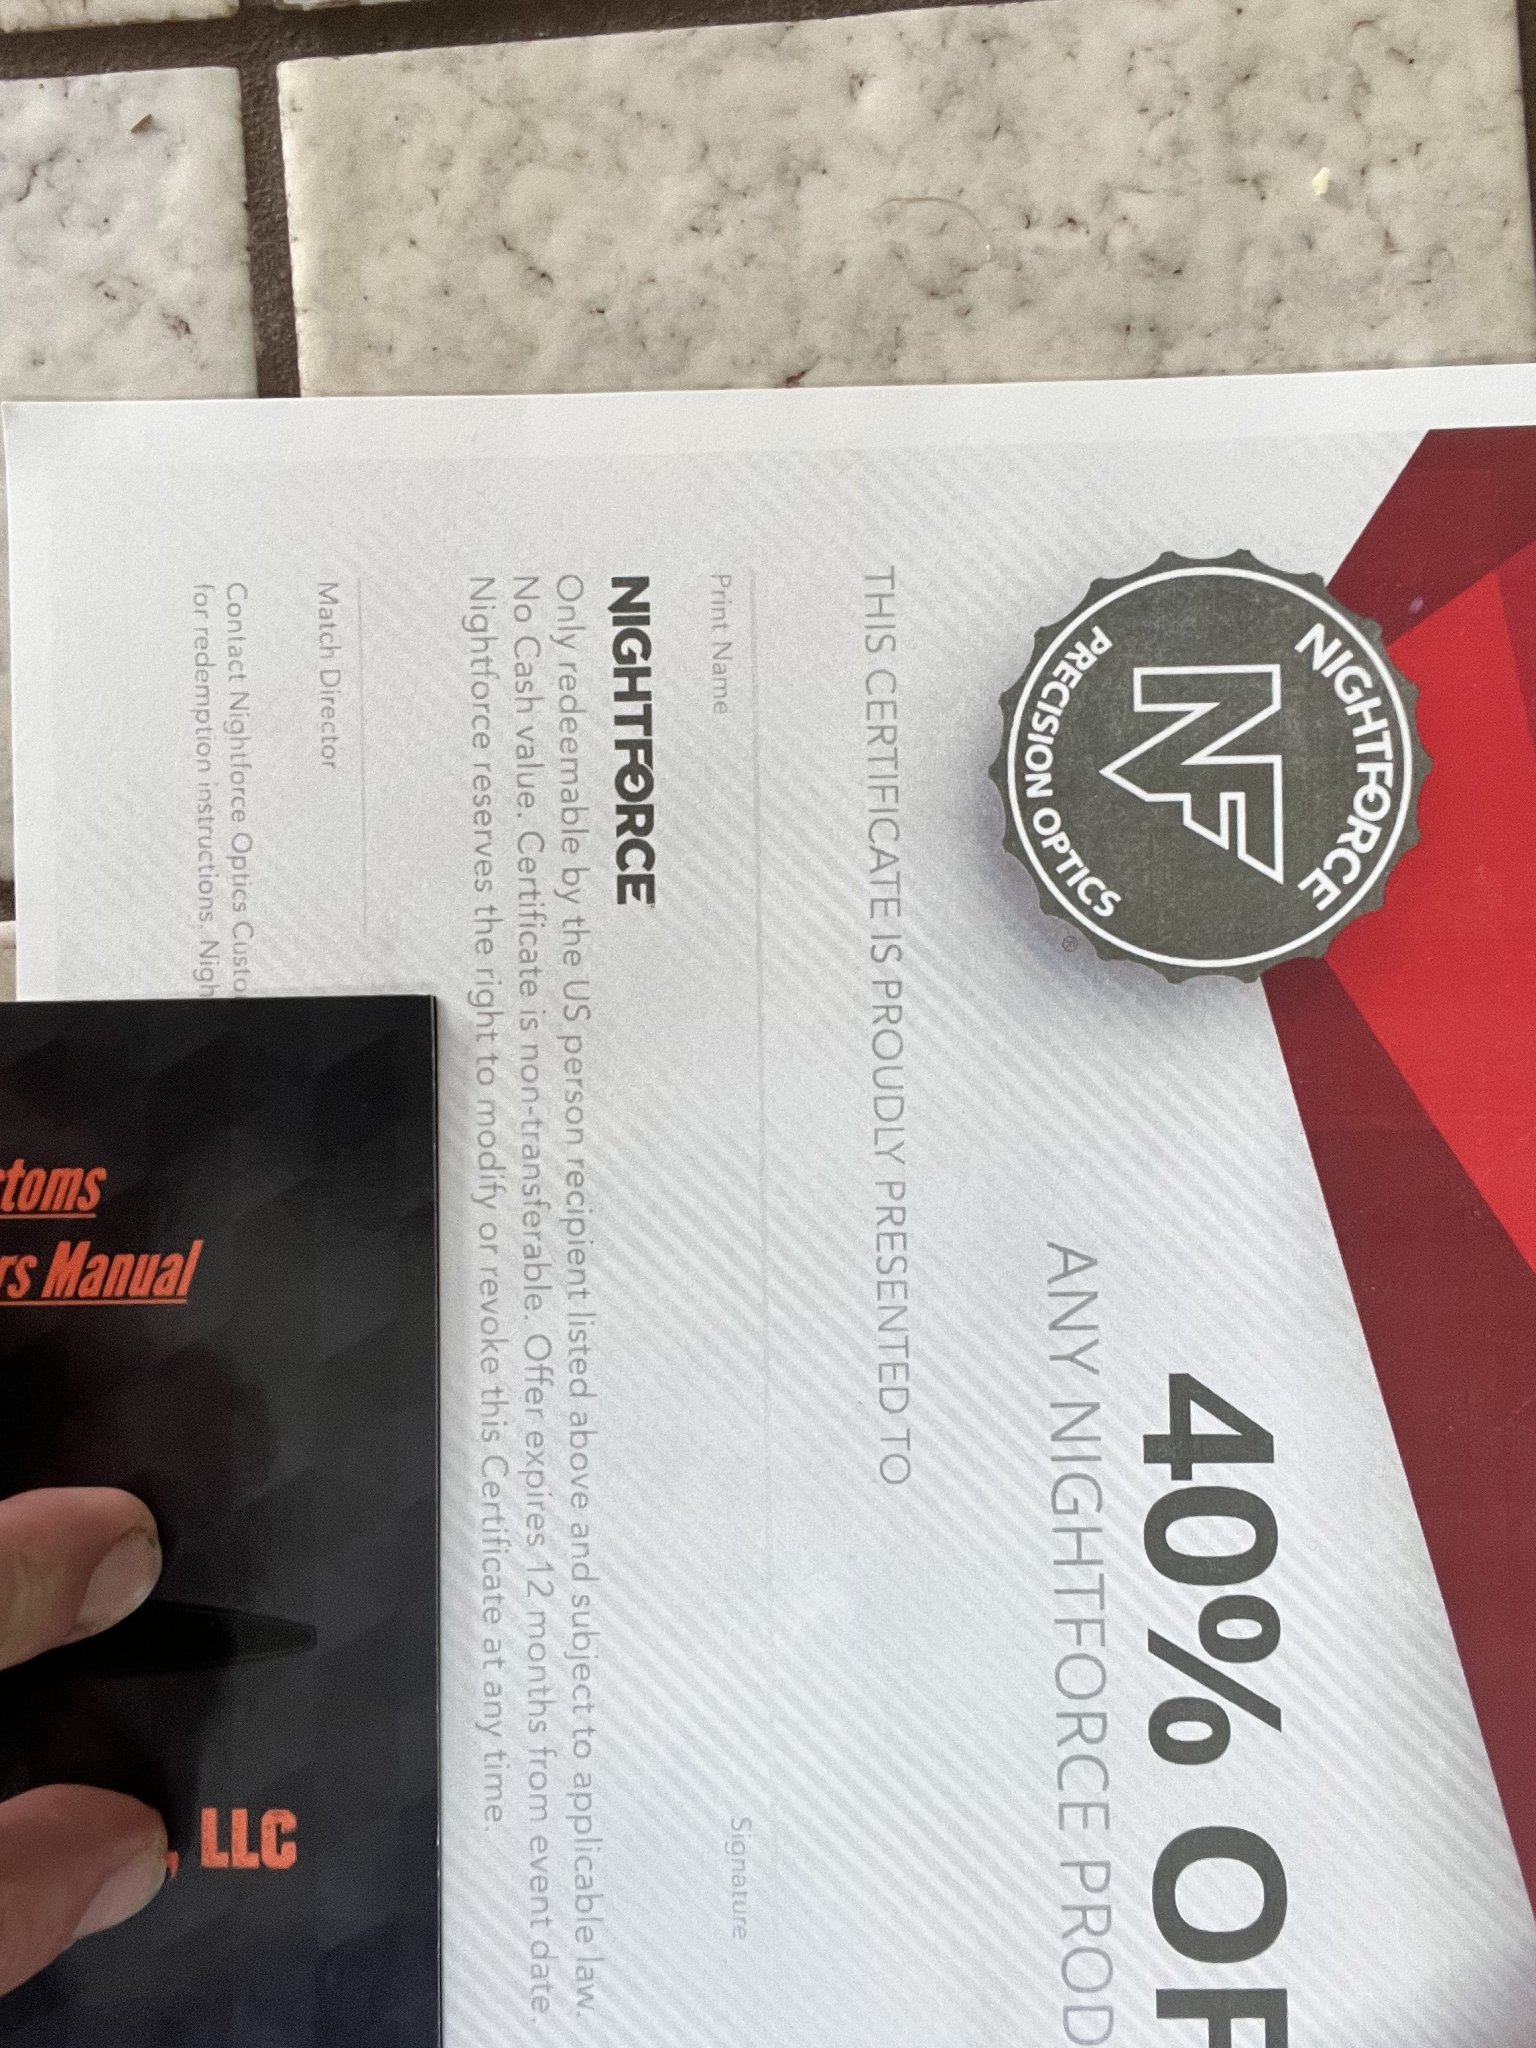 NIGHTFORCE
NF
PRECISION OPTICS
®
40% OF
ANY NIGHTFORCE PROD
THIS CERTIFICATE IS PROUDLY PRESENTED TO
Print Name
Signature
NIGHTFORCE
Only redeemable by the US person recipient listed above and subject to applicable law.
No Cash value. Certificate is non-transferable. Offer expires 12 months from event date.
Nightforce reserves the right to modify or revoke this Certificate at any time.
Match Director
Contact Nightforce Optics Custo
for redemption instructions. Nigh
toms
rs Manual
, LLC